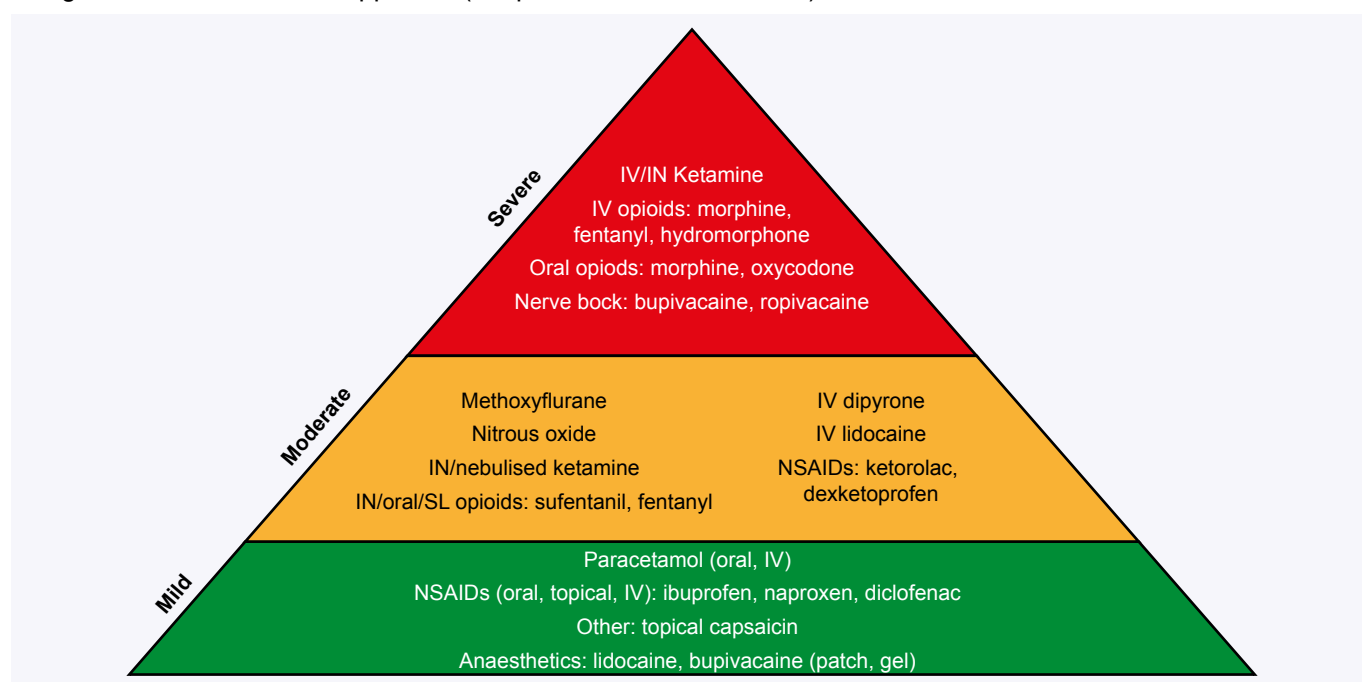 Severe
IV/IN Ketamine
IV opioids: morphine,
fentanyl, hydromorphone
Oral opiods: morphine, oxycodone
Nerve bock: bupivacaine, ropivacaine
Moderate
Methoxyflurane
Nitrous oxide
IN/nebulised ketamine
IN/oral/SL opioids: sufentanil, fentanyl
IV dipyrone
IV lidocaine
NSAIDs: ketorolac,
dexketoprofen
Mild
Paracetamol (oral, IV)
NSAIDs (oral, topical, IV): ibuprofen, naproxen, diclofenac
Other: topical capsaicin
Anaesthetics: lidocaine, bupivacaine (patch, gel)